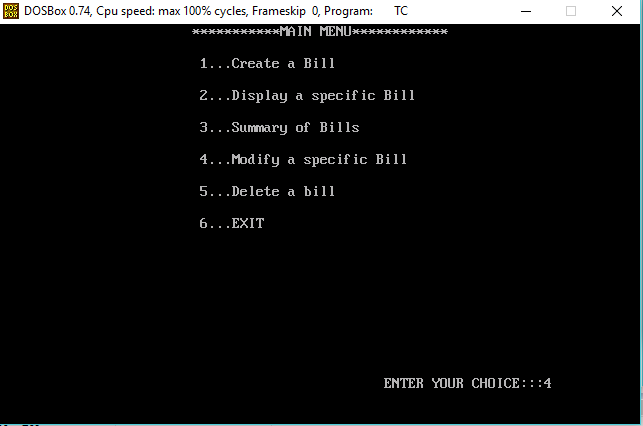 DOS BOX DOSBox 0.74, Cpu speed: max 100% cycles, Frameskip 0, Program: TC
***********MAIN MENU************
1...Create a Bill
2...Display a specific Bill
3...Summary of Bills
4...Modify a specific Bill
5...Delete a bill
6...EXIT
ENTER YOUR CHOICE:::4